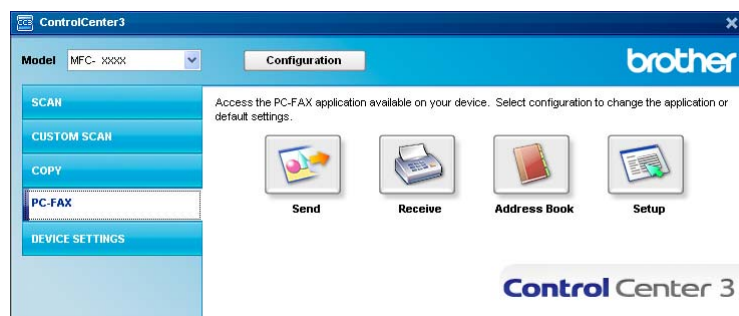 ControlCenter3
Model MFC- XXXX Configuration brother
SCAN
CUSTOM SCAN
COPY
PC-FAX
DEVICE SETTINGS
Access the PC-FAX application available on your device. Select configuration to change the application or
default settings.
Send Receive Address Book Setup
Control Center 3